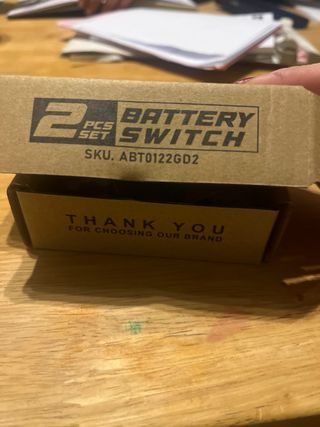 2 PCS SET BATTERY SWITCH
SKU. ABT0122GD2
THANK YOU
FOR CHOOSING OUR BRAND